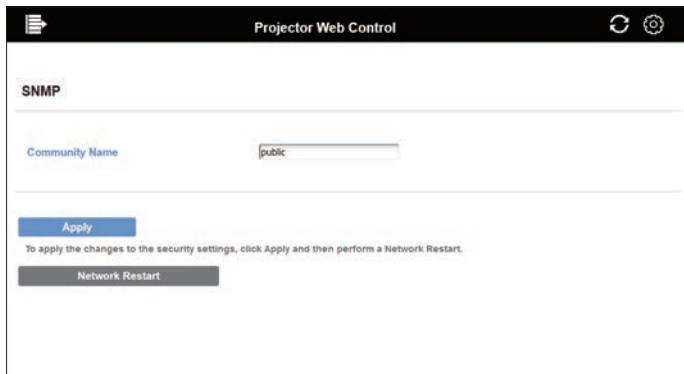 Projector Web Control
SNMP
Community Name
public
Apply
To apply the changes to the security settings, click Apply and then perform a Network Restart.
Network Restart